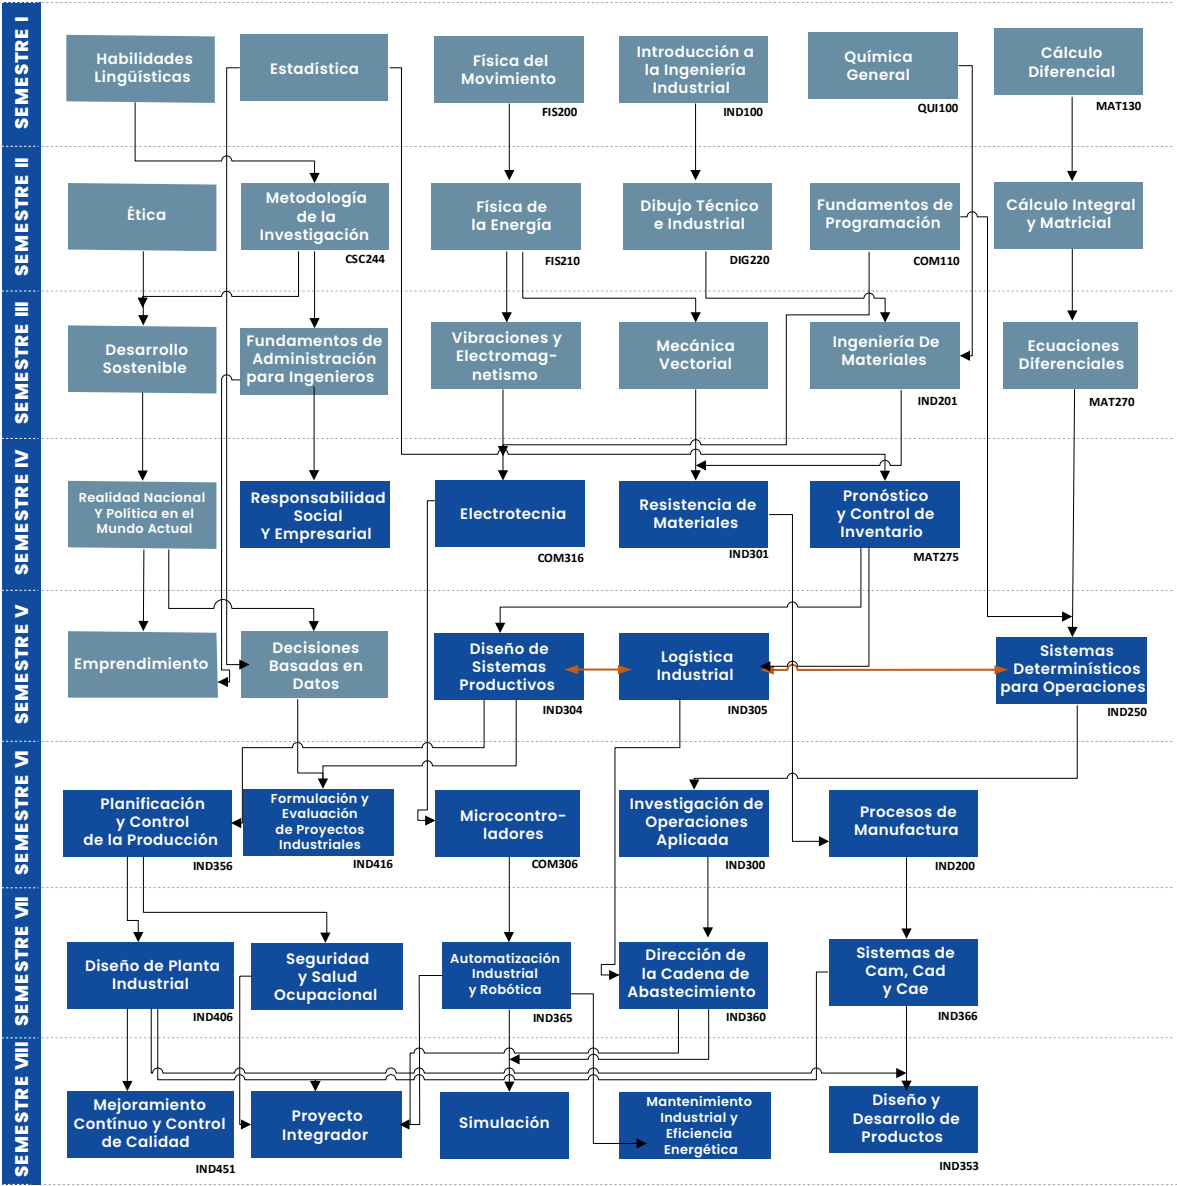 SEMESTRE I
Habilidades
Lingüísticas
Estadística
Física del
Movimiento
FIS200
Introducción a
la Ingeniería
Industrial
IND100
Química
General
QUI100
Cálculo
Diferencial
MAT130
SEMESTRE II
Ética
Metodología
de la
Investigación
CSC244
Física de
la Energía
FIS210
Dibujo Técnico
e Industrial
DIG220
Fundamentos de
Programación
COM110
Cálculo Integral
y Matricial
SEMESTRE III
Desarrollo
Sostenible
Fundamentos de
Administración
para Ingenieros
Vibraciones y
Electromag-
netismo
Mecánica
Vectorial
Ingeniería De
Materiales
IND201
Ecuaciones
Diferenciales
MAT270
SEMESTRE IV
Realidad Nacional
Y Política en el
Mundo Actual
Responsabilidad
Social
Y Empresarial
Electrotecnia
COM316
Resistencia de
Materiales
IND301
Pronóstico
y Control de
Inventario
MAT275
SEMESTRE V
Emprendimiento
Decisiones
Basadas en
Datos
Diseño de
Sistemas
Productivos
IND304
Logística
Industrial
IND305
Sistemas
Determinísticos
para Operaciones
IND250
SEMESTRE VI
Planificación
y Control
de la Producción
IND356
Formulación y
Evaluación
de Proyectos
Industriales
IND416
Microcontro-
ladores
COM306
Investigación de
Operaciones
Aplicada
IND300
Procesos de
Manufactura
IND200
SEMESTRE VII
Diseño de Planta
Industrial
IND406
Seguridad
y Salud
Ocupacional
Automatización
Industrial
y Robótica
IND365
Dirección de
la Cadena de
Abastecimiento
IND360
Sistemas de
Cam, Cad
y Cae
IND366
SEMESTRE VIII
Mejoramiento
Contínuo y Control
de Calidad
IND451
Proyecto
Integrador
Simulación
Mantenimiento
Industrial y
Eficiencia
Energética
Diseño y
Desarrollo de
Productos
IND353